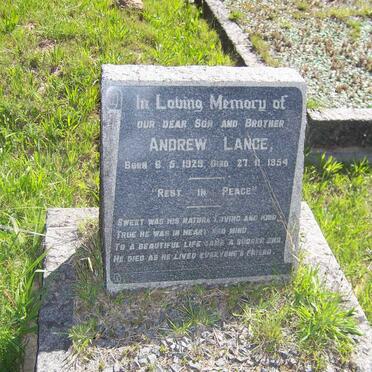 In Loving Memory of
OUR DEAR SON AND BROTHER
ANDREW LANGE,
BORN 6. 5. 1929, DIED 27. 11. 1954
"REST IN PEACE"
SWEET WAS HIS NATURE LOVING AND KIND
TRUE HE WAS IN HEART AND MIND.
TO A BEAUTIFUL LIFE CAME A SUDDEN END
HE DIED AS HE LIVED EVERYONE'S FRIEND.